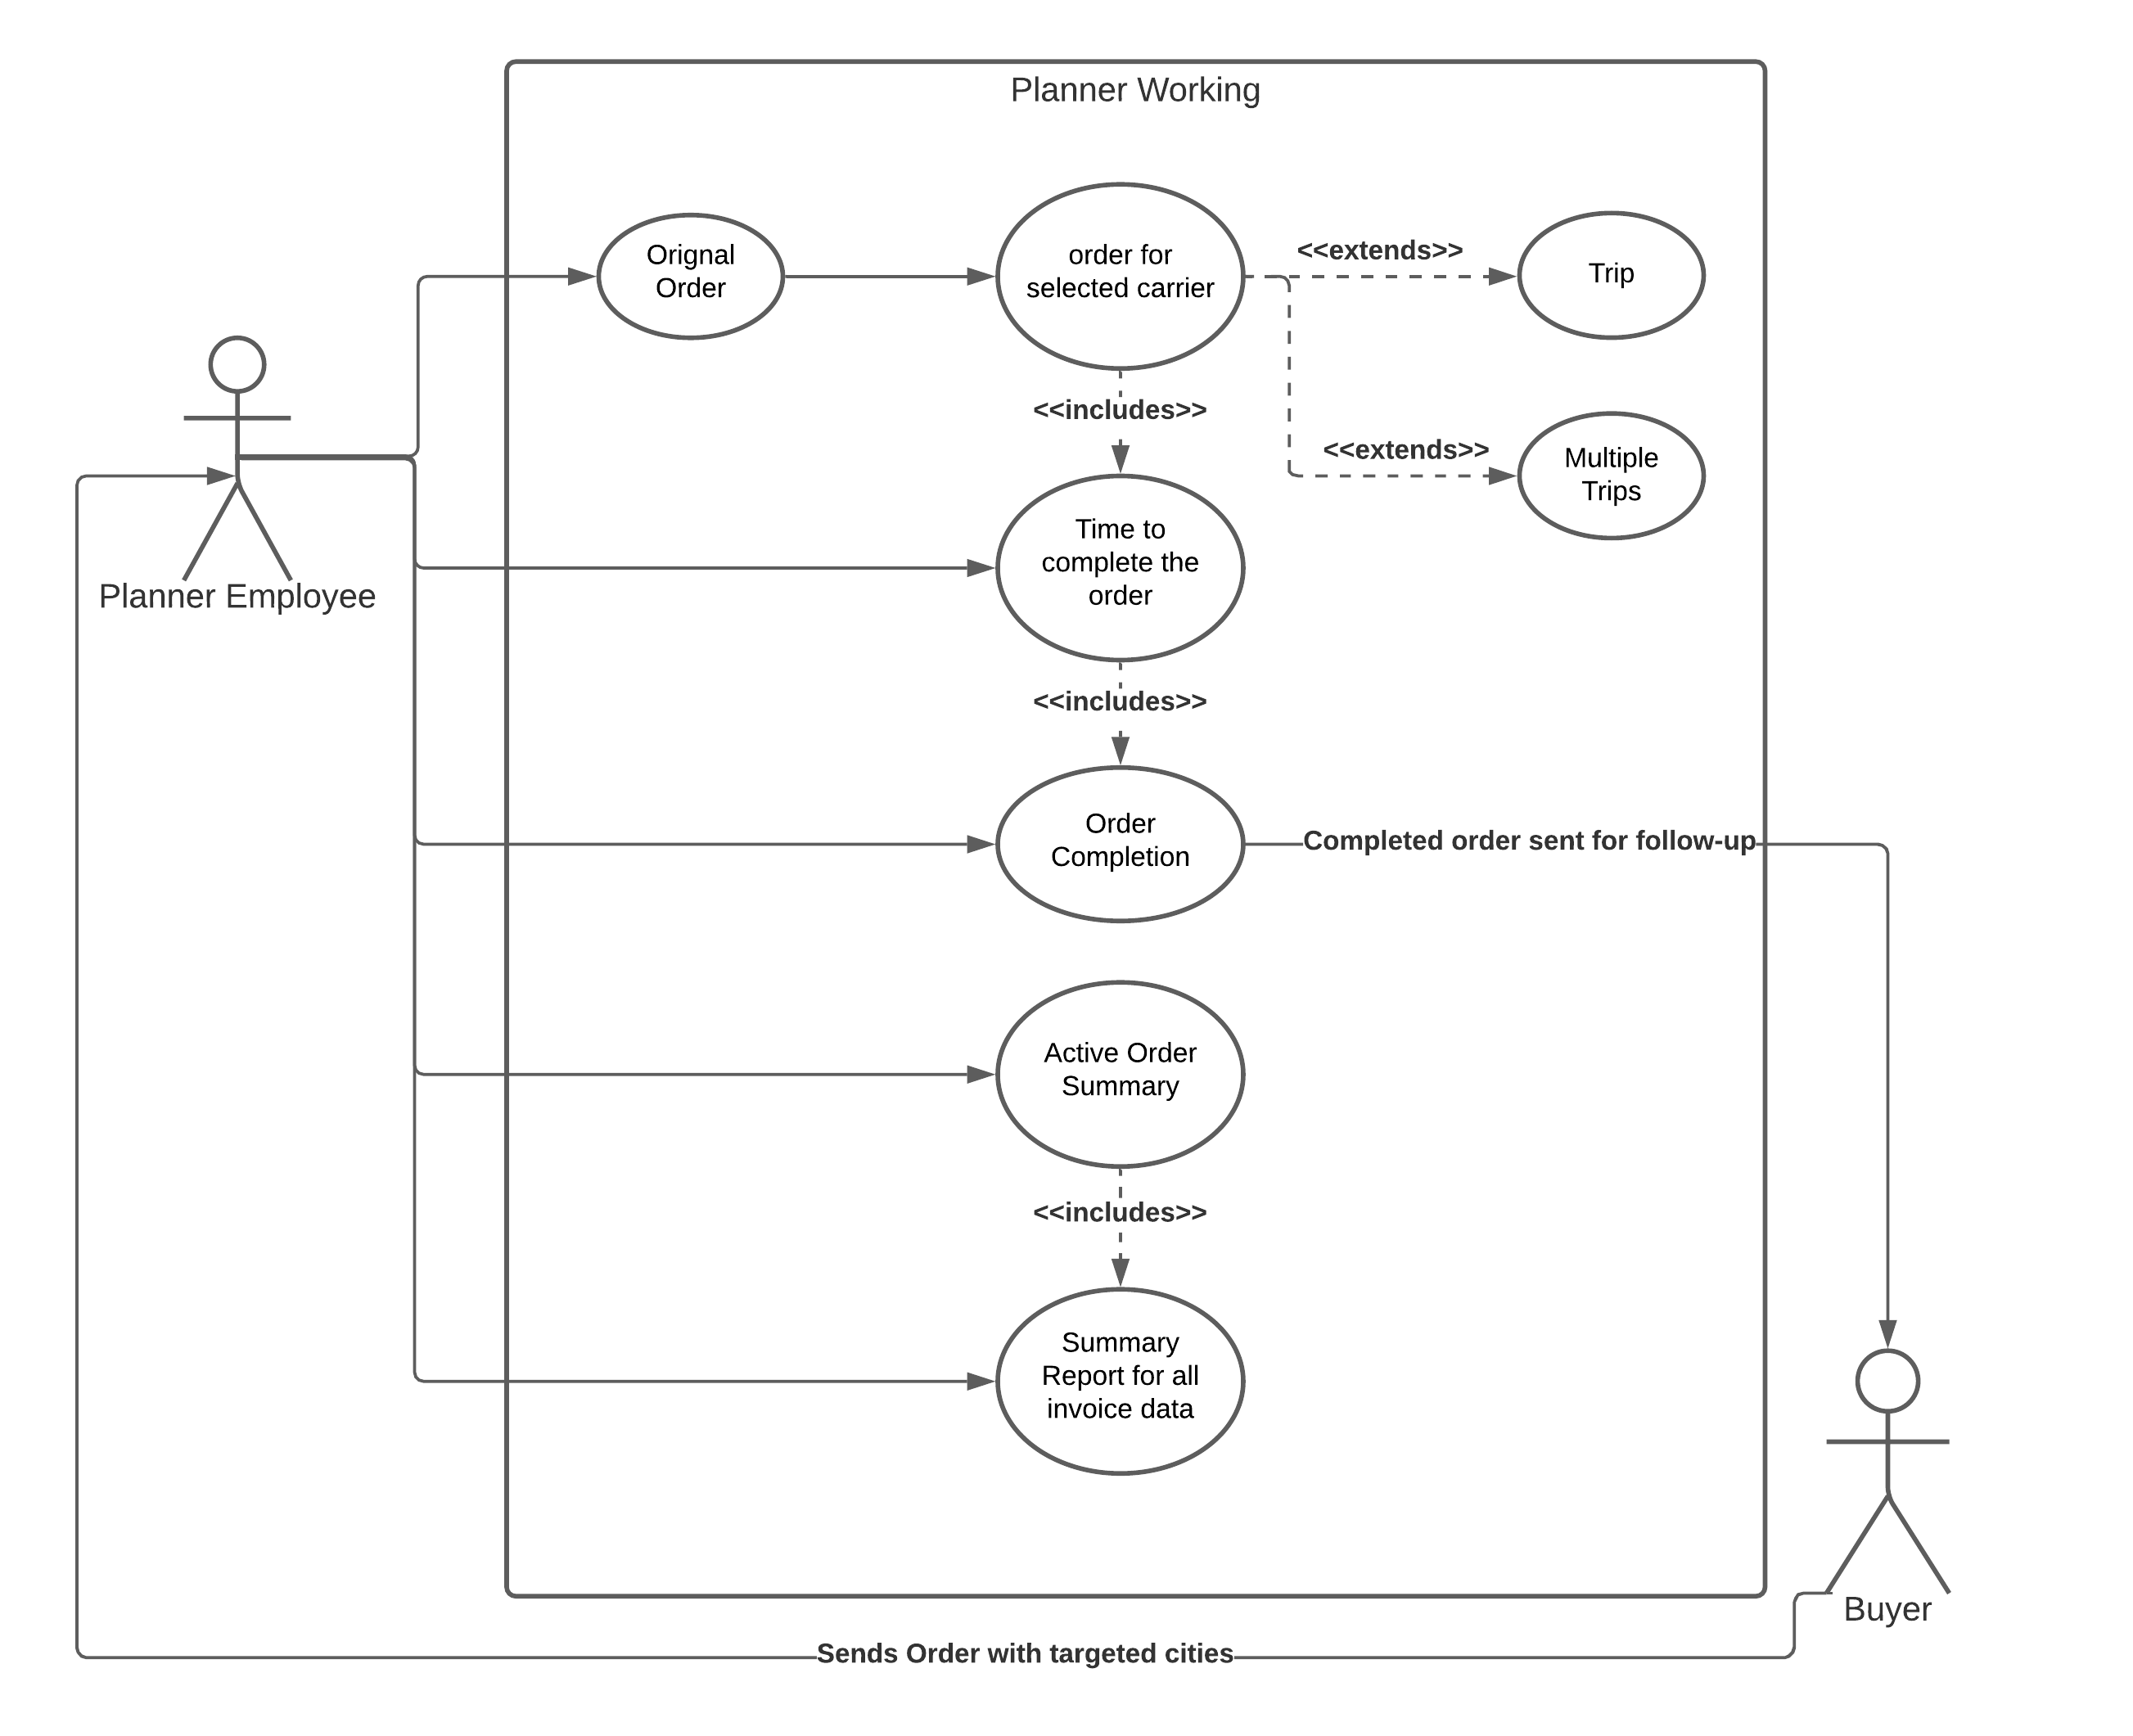 Planner Working
Orignal
Order
order for
selected carrier
<<extends>>
Trip
<<includes>>
<<extends>>
Multiple
Trips
Planner Employee
Time to
complete the
order
<<includes>>
Order
Completion
Completed order sent for follow-up
Active Order
Summary
<<includes>>
Summary
Report for all
invoice data
Buyer
Sends Order with targeted cities